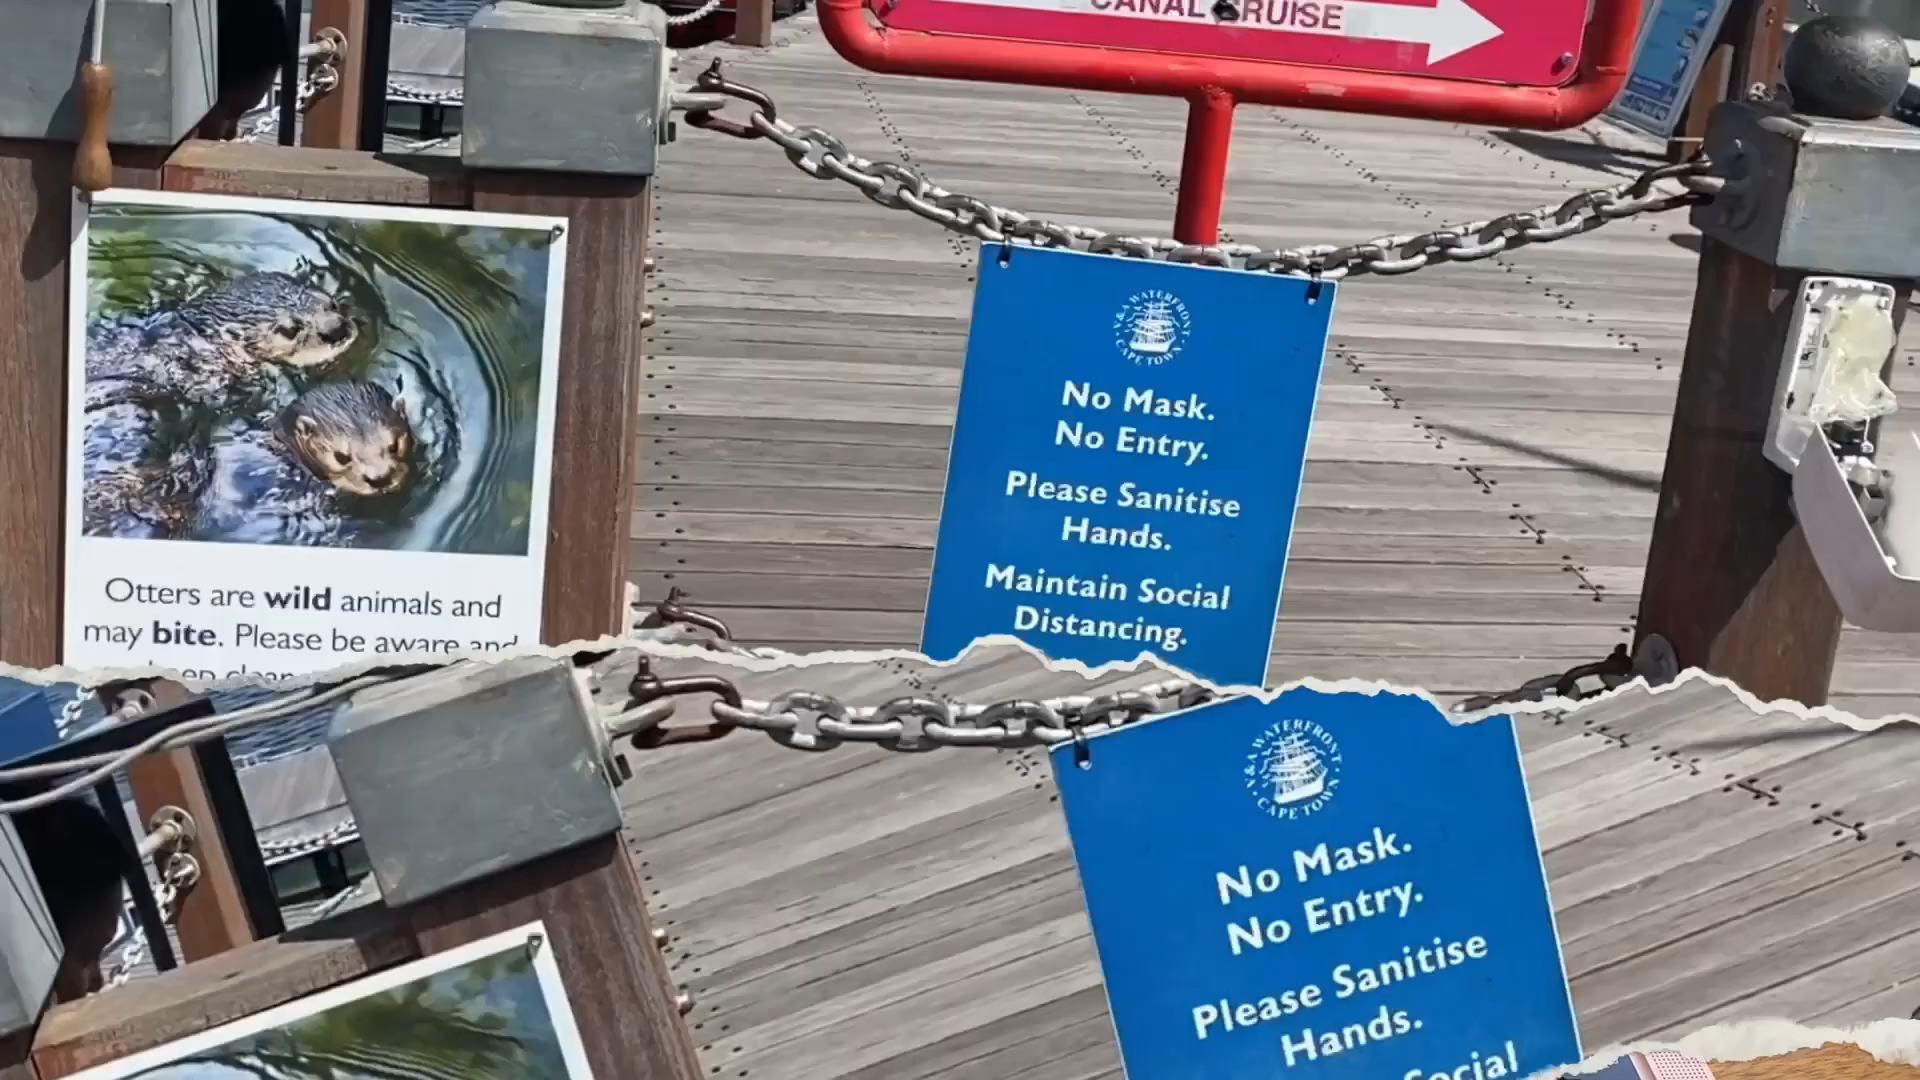 CANAL CRUISE
V&A WATERFRONT
CAPE TOWN
No Mask.
No Entry.
Please Sanitise
Hands.
Maintain Social
Distancing.
Otters are wild animals and
may bite. Please be aware and
V&A WATERFRONT
CAPE TOWN
No Mask.
No Entry.
Please Sanitise
Hands.
Social